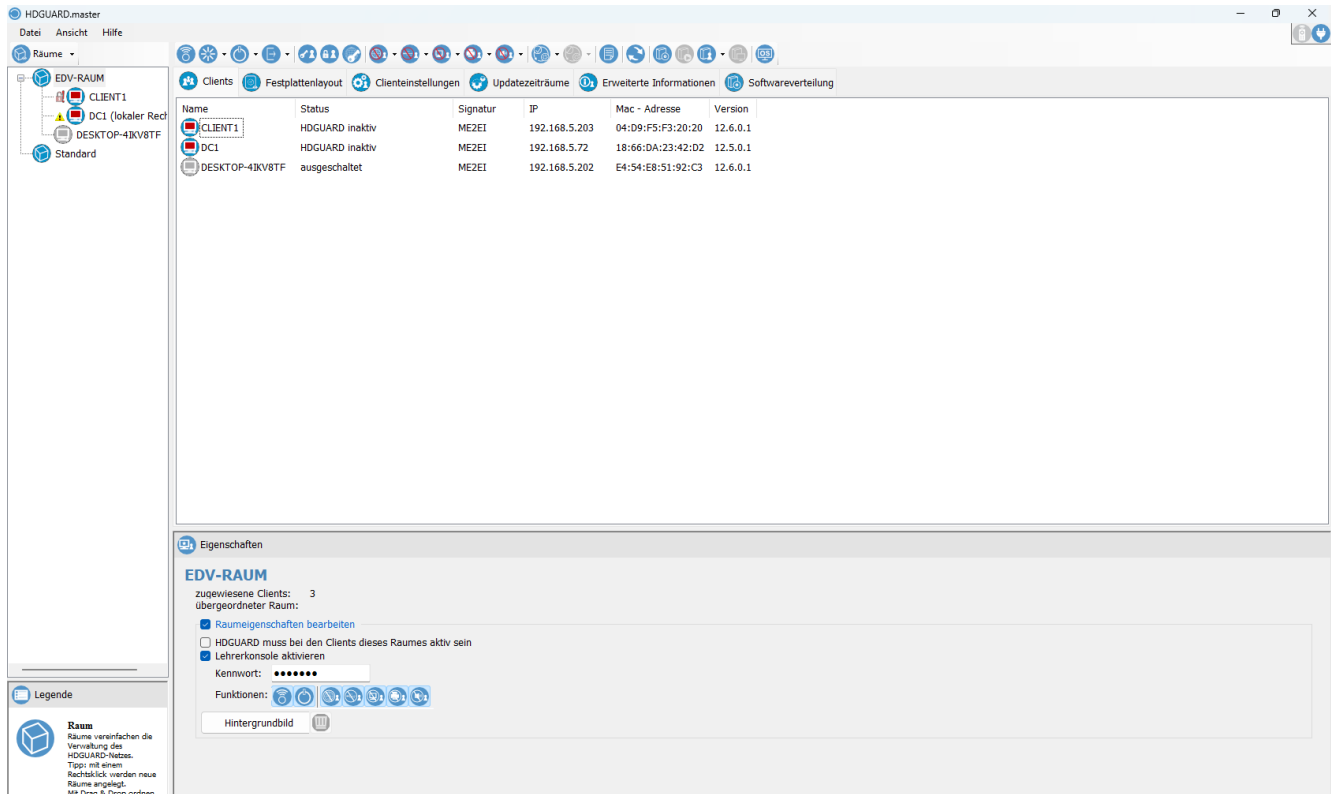 HDGUARD.master
Datei Ansicht Hilfe
Räume
EDV-RAUM
CLIENT1
DC1 (lokaler Rech
DESKTOP-4IKV8TF
Standard
Clients Festplattenlayout Clienteinstellungen Updatezeiträume Erweiterte Informationen Softwareverteilung
Name Status Signatur IP Mac - Adresse Version
CLIENT1 HDGUARD inaktiv ME2EI 192.168.5.203 04:D9:F5:F3:20:20 12.6.0.1
DC1 HDGUARD inaktiv ME2EI 192.168.5.72 18:66:DA:23:42:D2 12.5.0.1
DESKTOP-4IKV8TF ausgeschaltet ME2EI 192.168.5.202 E4:54:E8:51:92:C3 12.6.0.1
Eigenschaften
EDV-RAUM
zugewiesene Clients: 3
übergeordneter Raum:
Raumeigenschaften bearbeiten
HDGUARD muss bei den Clients dieses Raumes aktiv sein
Lehrerkonsole aktivieren
Kennwort: ●●●●●●●
Funktionen:
Hintergrundbild
Legende
Raum
Räume vereinfachen die
Verwaltung des
HDGUARD-Netzes.
Tipp: mit einem
Rechtsklick werden neue
Räume angelegt.
Mit Drag & Drop ordnen